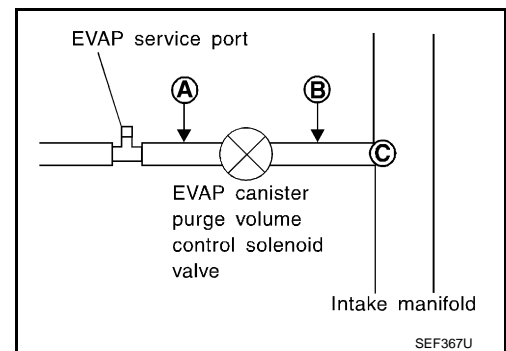 EVAP service port
A
B
C
EVAP canister
purge volume
control solenoid
valve
Intake manifold
SEF367U